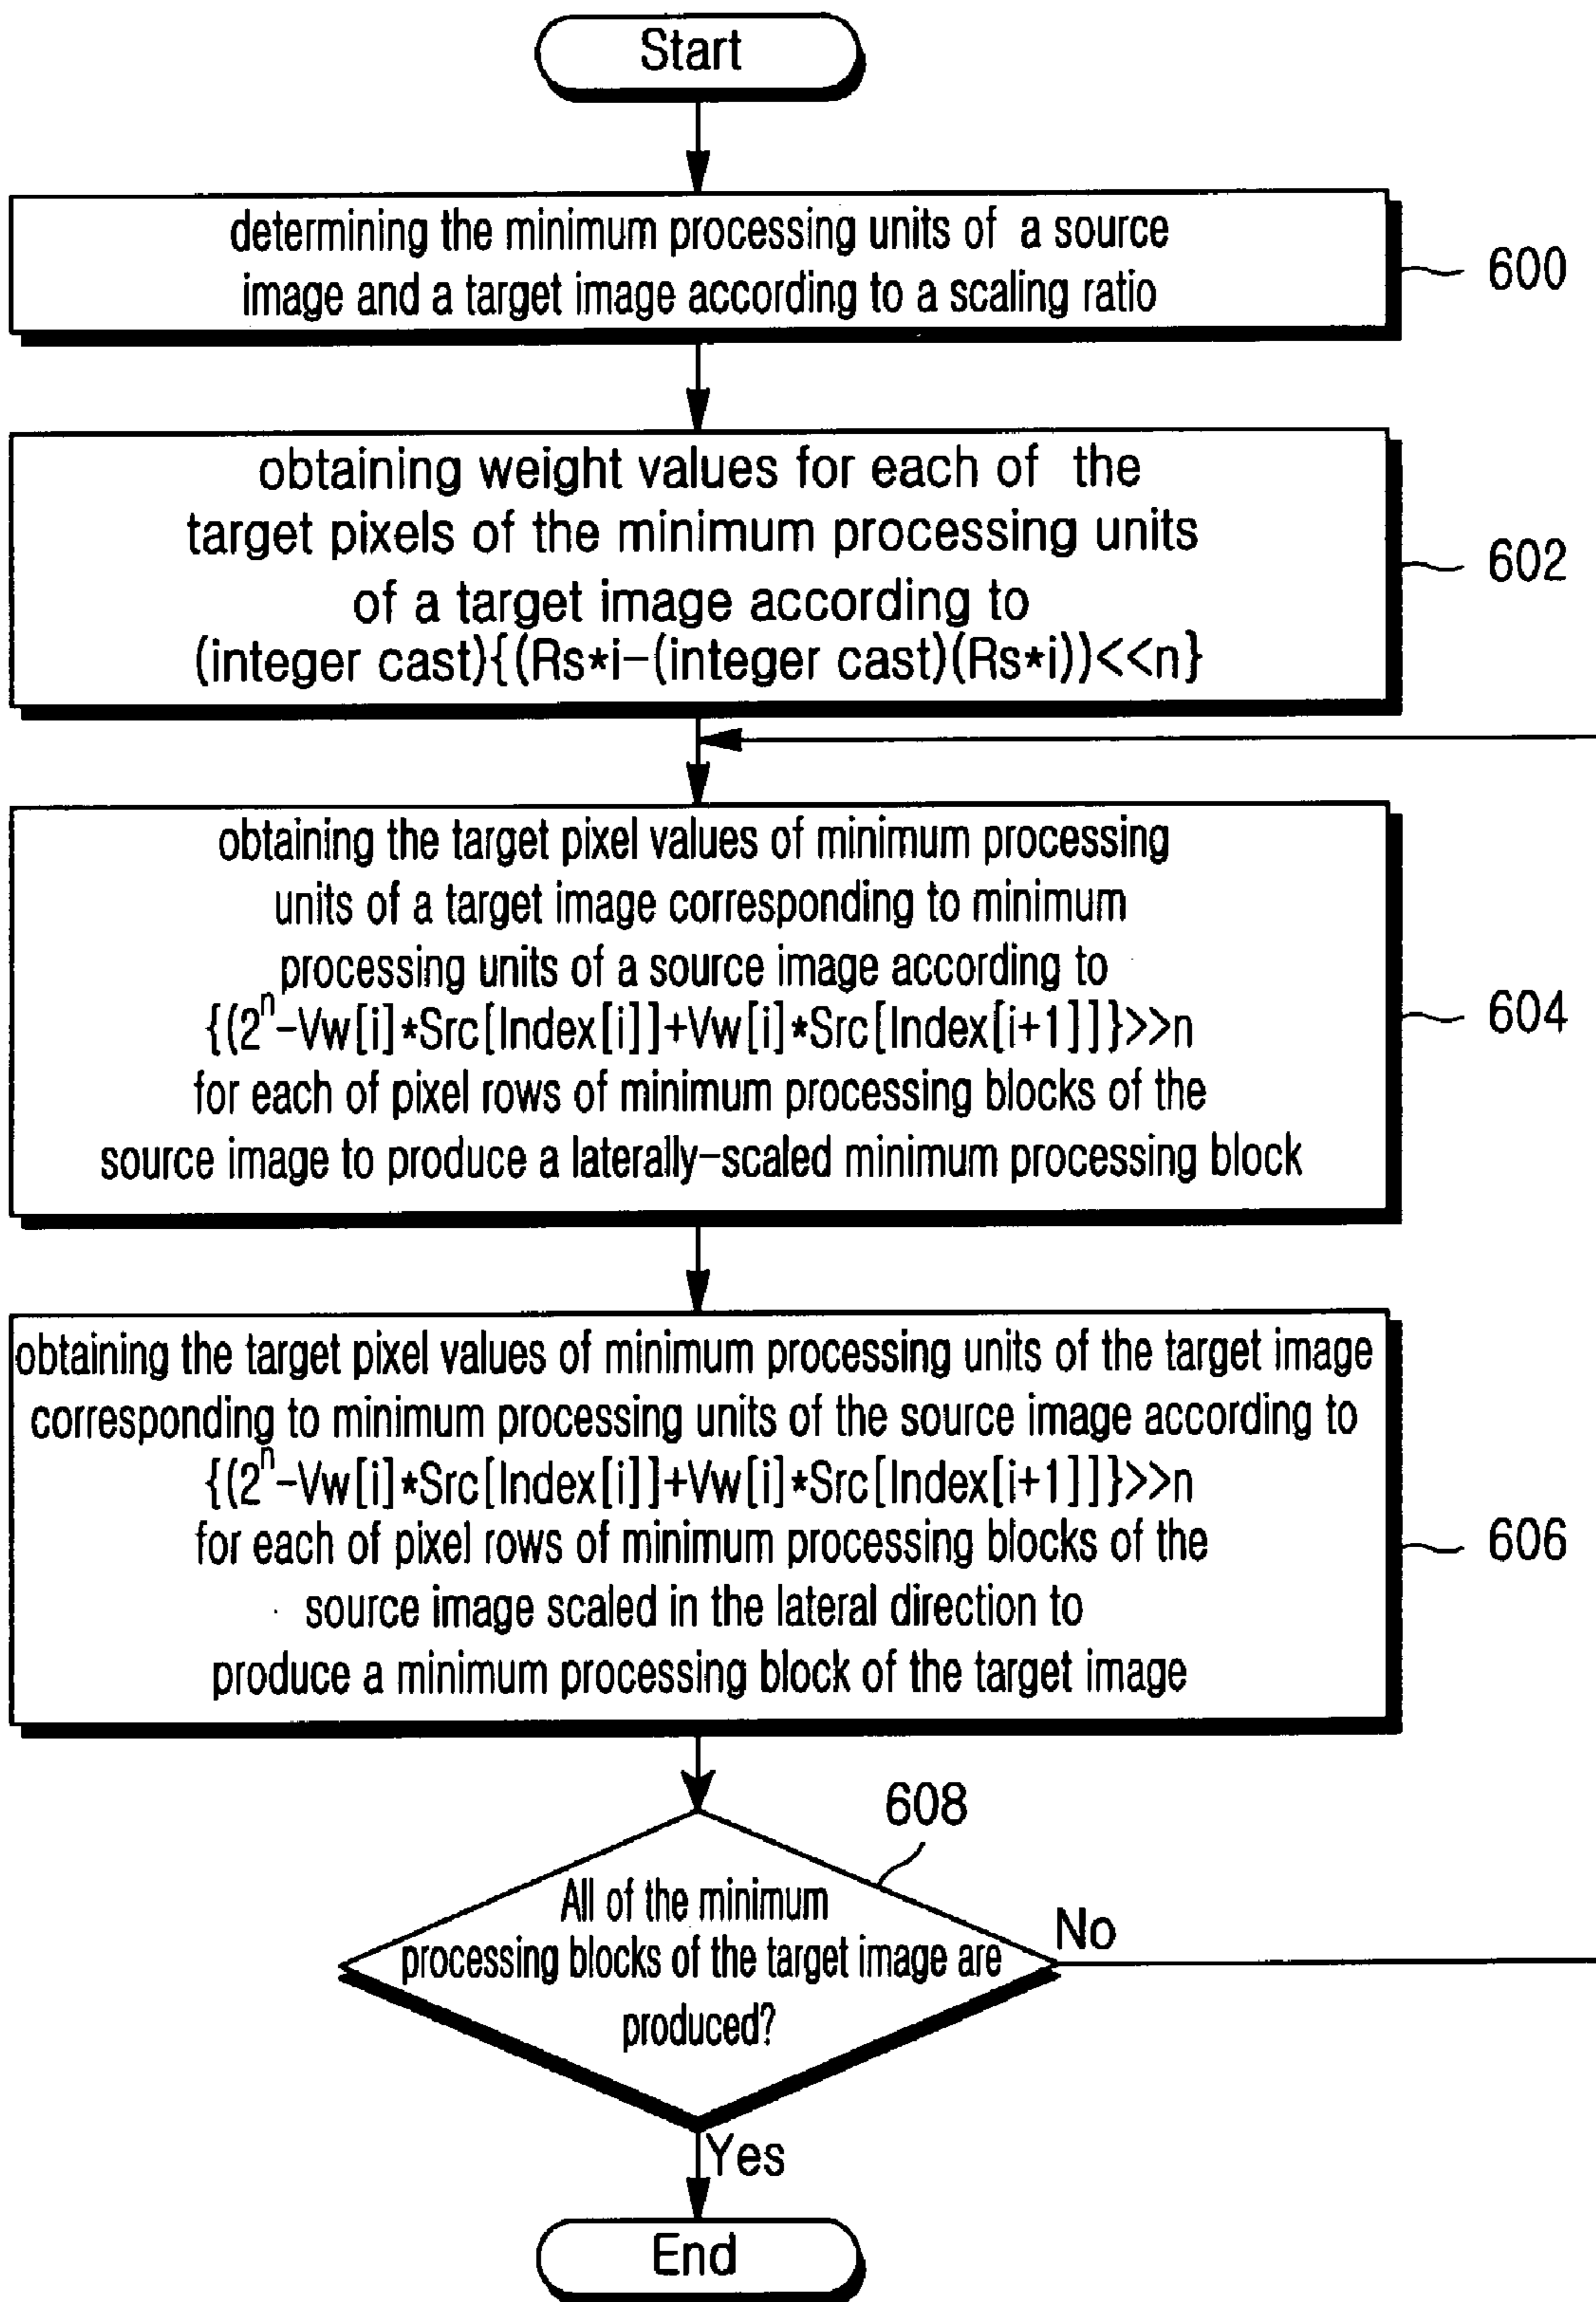 Start
determining the minimum processing units of a source
image and a target image according to a scaling ratio
600
obtaining weight values for each of the
target pixels of the minimum processing units
of a target image according to
(integer cast){(Rs*i-(integer cast)(Rs*i))<<n}
602
obtaining the target pixel values of minimum processing
units of a target image corresponding to minimum
processing units of a source image according to
{(2^n-Vw[i]*Src[Index[i]]+Vw[i]*Src[Index[i+1]]}>>n
for each of pixel rows of minimum processing blocks of the
source image to produce a laterally-scaled minimum processing block
604
obtaining the target pixel values of minimum processing units of the target image
corresponding to minimum processing units of the source image according to
{(2^n-Vw[i]*Src[Index[i]]+Vw[i]*Src[Index[i+1]]}>>n
for each of pixel rows of minimum processing blocks of the
source image scaled in the lateral direction to
produce a minimum processing block of the target image
606
608
All of the minimum
processing blocks of the target image are
produced?
No
Yes
End